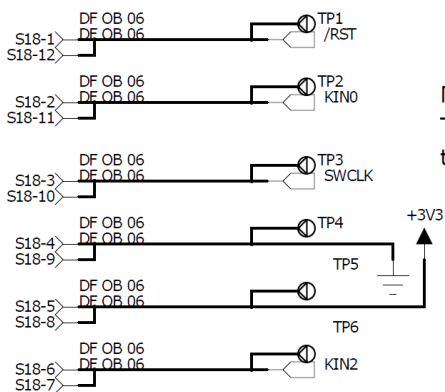 DF OB 06
DF OB 06
S18-1
S18-12
TP1
/RST
DF OB 06
DF OB 06
S18-2
S18-11
TP2
KIN0
DF OB 06
DF OB 06
S18-3
S18-10
TP3
SWCLK
DF OB 06
DF OB 06
S18-4
S18-9
TP4
+3V3
TP5
DF OB 06
DF OB 06
S18-5
S18-8
TP6
DF OB 06
DF OB 06
S18-6
S18-7
KIN2